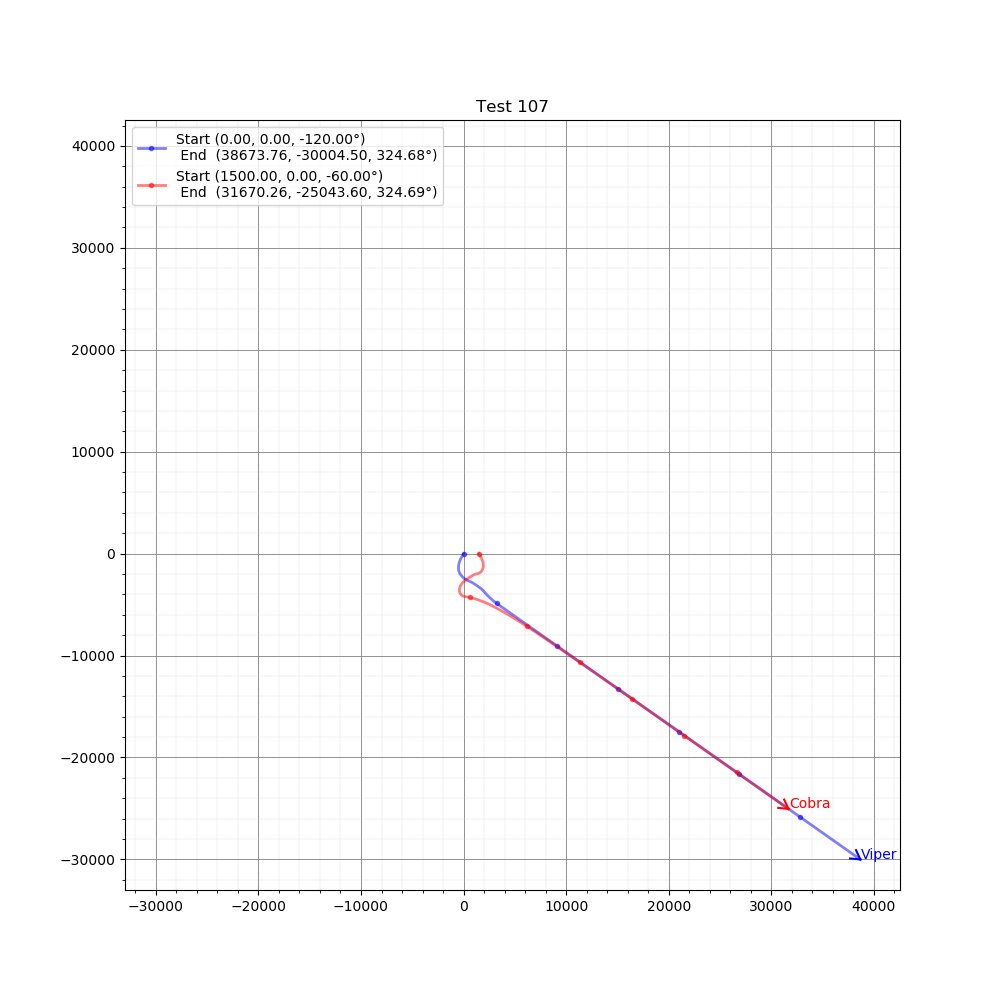 Test 107
Start (0.00, 0.00, -120.00°)
End (38673.76, -30004.50, 324.68°)
Start (1500.00, 0.00, -60.00°)
End (31670.26, -25043.60, 324.69°)
40000
30000
20000
10000
0
−10000
−20000
−30000
Cobra
Viper
−30000 −20000 −10000 0 10000 20000 30000 40000